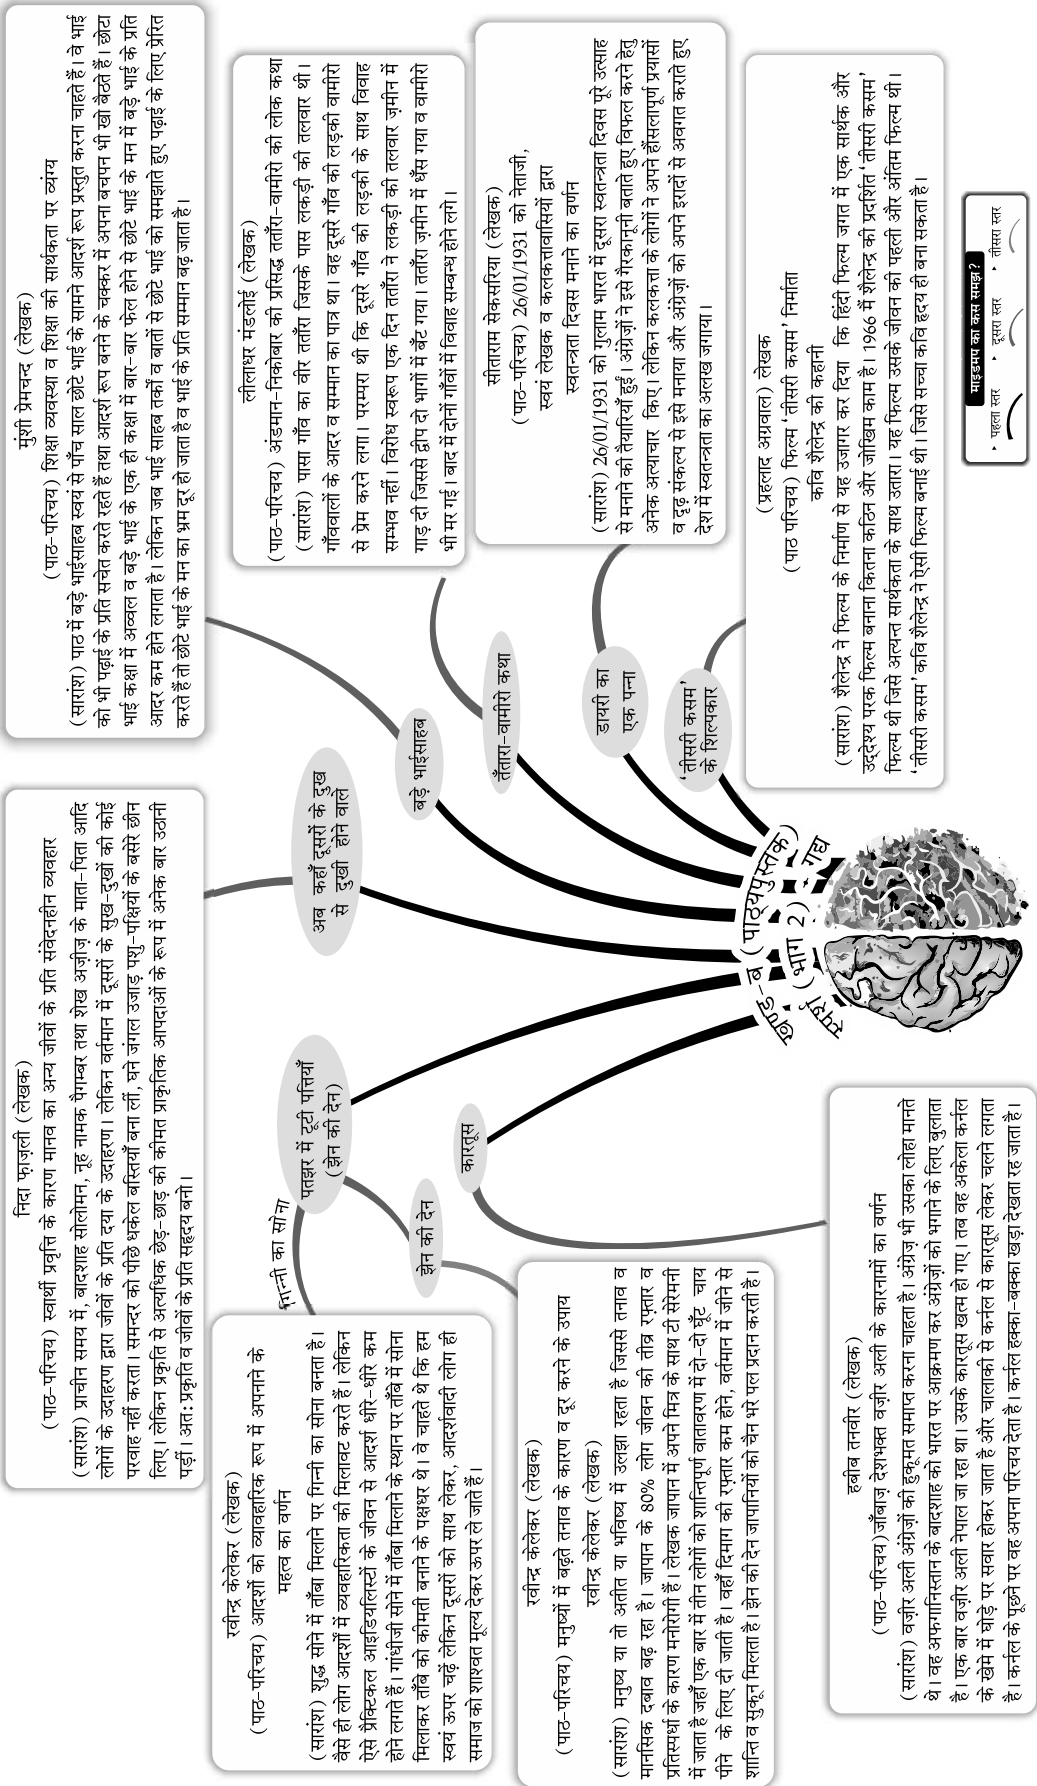 खण्ड-ब (पाठ्यपुस्तक)
स्पर्श (भाग 2) - गद्य
बड़े भाईसाहब
मुंशी प्रेमचन्द (लेखक)
(पाठ-परिचय) शिक्षा व्यवस्था व शिक्षा की सार्थकता पर व्यंग्य
(सारांश) पाठ में बड़े भाईसाहब स्वयं से पाँच साल छोटे भाई के सामने आदर्श रूप प्रस्तुत करना चाहते हैं। वे भाई
को भी पढ़ाई के प्रति सचेत करते रहते हैं तथा आदर्श रूप बनने के चक्कर में अपना बचपन भी खो बैठते हैं। छोटा
भाई कक्षा में अव्वल व बड़े भाई के एक ही कक्षा में बार-बार फेल होने से छोटे भाई के मन में बड़े भाई के प्रति
आदर कम होने लगता है। लेकिन जब भाई साहब तर्कों व बातों से छोटे भाई को समझाते हुए पढ़ाई के लिए प्रेरित
करते हैं तो छोटे भाई के मन का भ्रम दूर हो जाता है व भाई के प्रति सम्मान बढ़ जाता है।
तँतारा-वामीरो कथा
लीलाधर मंडलोई (लेखक)
(पाठ-परिचय) अंडमान-निकोबार की प्रसिद्ध तताँरा-वामीरो की लोक कथा
(सारांश) पासा गाँव का वीर तताँरा जिसके पास लकड़ी की तलवार थी।
गाँववालों के आदर व सम्मान का पात्र था। वह दूसरे गाँव की लड़की वामीरो
से प्रेम करने लगा। परम्परा थी कि दूसरे गाँव की लड़की के साथ विवाह
सम्भव नहीं। विरोध स्वरूप एक दिन तताँरा ने लकड़ी की तलवार ज़मीन में
गाड़ दी जिससे द्वीप दो भागों में बँट गया। तताँरा ज़मीन में धँस गया व वामीरो
भी मर गई। बाद में दोनों गाँवों में विवाह सम्बन्ध होने लगे।
डायरी का
एक पन्ना
सीताराम सेकसरिया (लेखक)
(पाठ-परिचय) 26/01/1931 को नेताजी,
स्वयं लेखक व कलकत्तावासियों द्वारा
स्वतन्त्रता दिवस मनाने का वर्णन
(सारांश) 26/01/1931 को गुलाम भारत में दूसरा स्वतन्त्रता दिवस पूरे उत्साह
से मनाने की तैयारियाँ हुईं। अंग्रेज़ों ने इसे गैरकानूनी बताते हुए विफल करने हेतु
अनेक अत्याचार किए। लेकिन कलकत्ता के लोगों ने अपने हौंसलापूर्ण प्रयासों
व दृढ़ संकल्प से इसे मनाया और अंग्रेज़ों को अपने इरादों से अवगत कराते हुए
देश में स्वतन्त्रता का अलख जगाया।
'तीसरी कसम'
के शिल्पकार
(प्रहलाद अग्रवाल) लेखक
(पाठ परिचय) फिल्म 'तीसरी कसम' निर्माता
कवि शैलेन्द्र की कहानी
(सारांश) शैलेन्द्र ने फिल्म के निर्माण से यह उजागर कर दिया कि हिंदी फिल्म जगत में एक सार्थक और
उद्देश्य परक फिल्म बनाना कितना कठिन और जोखिम काम है। 1966 में शैलेन्द्र की प्रदर्शित 'तीसरी कसम'
फिल्म थी जिसे अत्यन्त सार्थकता के साथ उतारा। यह फिल्म उसके जीवन की पहली और अंतिम फिल्म थी।
'तीसरी कसम' कवि शैलेन्द्र ने ऐसी फिल्म बनाई थी। जिसे सच्चा कवि हृदय ही बना सकता है।
माइंडमैप को कैसे समझें?
पहला स्तर
दूसरा स्तर
तीसरा स्तर
अब कहाँ दूसरों के दुख
से दुखी होने वाले
निदा फ़ाज़ली (लेखक)
(पाठ-परिचय) स्वार्थी प्रवृत्ति के कारण मानव का अन्य जीवों के प्रति संवेदनहीन व्यवहार
(सारांश) प्राचीन समय में, बादशाह सोलोमन, नूह नामक पैगम्बर तथा शेख अज़ीज़ के माता-पिता आदि
लोगों के उदाहरण द्वारा जीवों के प्रति दया के उदाहरण। लेकिन वर्तमान में दूसरों के सुख-दुखों की कोई
परवाह नहीं करता। समन्दर को पीछे धकेल बस्तियाँ बना लीं, घने जंगल उजाड़ पशु-पक्षियों के बसेरे छीन
लिए। लेकिन प्रकृति से अत्यधिक छेड़-छाड़ की कीमत प्राकृतिक आपदाओं के रूप में अनेक बार उठानी
पड़ीं। अत: प्रकृति व जीवों के प्रति सहृदय बनो।
पतझर में टूटी पत्तियाँ
(झेन की देन)
गिन्नी का सोना
रवीन्द्र केलेकर (लेखक)
(पाठ-परिचय) आदर्शों को व्यावहारिक रूप में अपनाने के
महत्व का वर्णन
(सारांश) शुद्ध सोने में ताँबा मिलाने पर गिन्नी का सोना बनता है।
वैसे ही लोग आदर्शों में व्यवहारिकता की मिलावट करते हैं। लेकिन
ऐसे प्रैक्टिकल आइडियलिस्टों के जीवन से आदर्श धीरे-धीरे कम
होने लगते हैं। गांधीजी सोने में ताँबा मिलाने के स्थान पर ताँबे में सोना
मिलाकर ताँबे को कीमती बनाने के पक्षधर थे। वे चाहते थे कि हम
स्वयं ऊपर चढ़ें लेकिन दूसरों को साथ लेकर, आदर्शवादी लोग ही
समाज को शाश्वत मूल्य देकर ऊपर ले जाते हैं।
झेन की देन
रवीन्द्र केलेकर (लेखक)
(पाठ-परिचय) मनुष्यों में बढ़ते तनाव के कारण व दूर करने के उपाय
रवीन्द्र केलेकर (लेखक)
(सारांश) मनुष्य या तो अतीत या भविष्य में उलझा रहता है जिससे तनाव व
मानसिक दबाव बढ़ रहा है। जापान के 80% लोग जीवन की तीव्र रफ़्तार व
प्रतिस्पर्धा के कारण मनोरोगी हैं। लेखक जापान में अपने मित्र के साथ टी सेरेमनी
में जाता है जहाँ एक बार में तीन लोगों को शान्तिपूर्ण वातावरण में दो-दो घूँट चाय
पीने के लिए दी जाती है। वहाँ दिमाग की रफ़्तार कम होने, वर्तमान में जीने से
शान्ति व सुकून मिलता है। झेन की देन जापानियों को चैन भरे पल प्रदान करती है।
कारतूस
हबीब तनवीर (लेखक)
(पाठ-परिचय) जाँबाज़ देशभक्त वज़ीर अली के कारनामों का वर्णन
(सारांश) वज़ीर अली अंग्रेज़ों की हुकूमत समाप्त करना चाहता है। अंग्रेज़ भी उसका लोहा मानते
थे। वह अफगानिस्तान के बादशाह को भारत पर आक्रमण कर अंग्रेज़ों को भगाने के लिए बुलाता
है। एक बार वज़ीर अली नेपाल जा रहा था। उसके कारतूस खत्म हो गए। तब वह अकेला कर्नल
के खेमे में घोड़े पर सवार होकर जाता है और चालाकी से कर्नल से कारतूस लेकर चलने लगता
है। कर्नल के पूछने पर वह अपना परिचय देता है। कर्नल हक्का-बक्का खड़ा देखता रह जाता है।